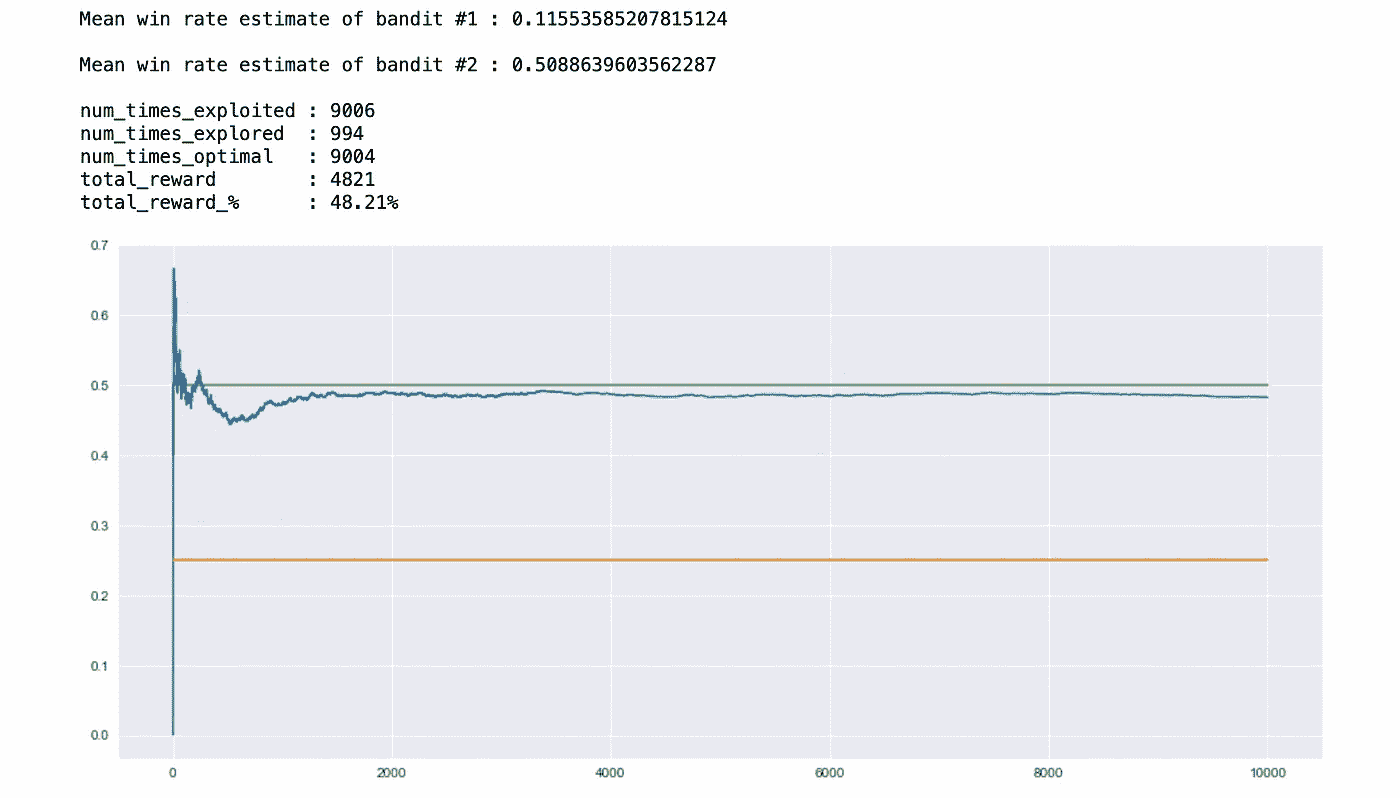 Mean win rate estimate of bandit #1 : 0.11553585207815124
Mean win rate estimate of bandit #2 : 0.5088639603562287
num_times_exploited : 9006
num_times_explored : 994
num_times_optimal : 9004
total_reward : 4821
total_reward_% : 48.21%
0.7
0.6
0.5
0.4
0.3
0.2
0.1
0.0
0 2000 4000 6000 8000 10000